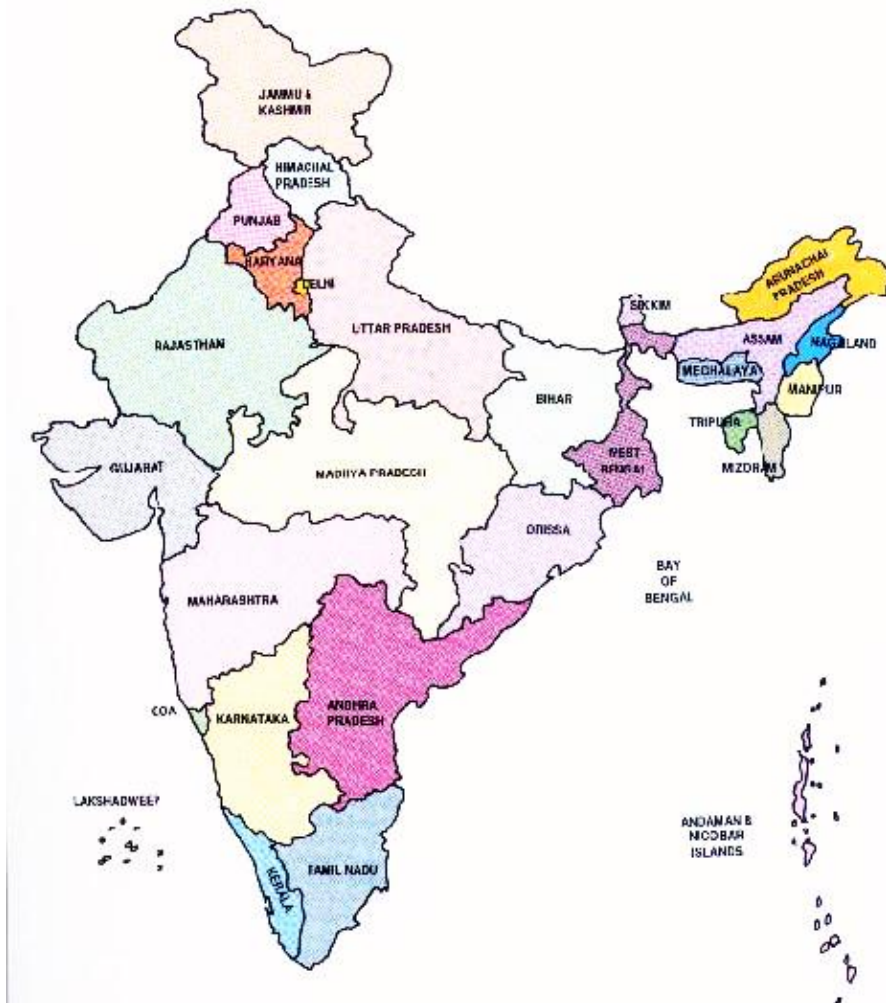 JAMMU &
KASHMIR
HIMACHAL
PRADESH
PUNJAB
HARYANA
DELHI
ARUNACHAL
PRADESH
SIKKIM
UTTAR PRADESH
ASSAM
NAGALAND
RAJASTHAN
MEGHALAYA
MANIPUR
BIHAR
TRIPURA
WEST
BENGAL
MIZORAM
GUJARAT
MADHYA PRADESH
ORISSA
BAY
OF
BENGAL
MAHARASHTRA
GOA
KARNATAKA
ANDHRA
PRADESH
LAKSHADWEEP
ANDAMAN &
NICOBAR
ISLANDS
TAMIL NADU
KERALA